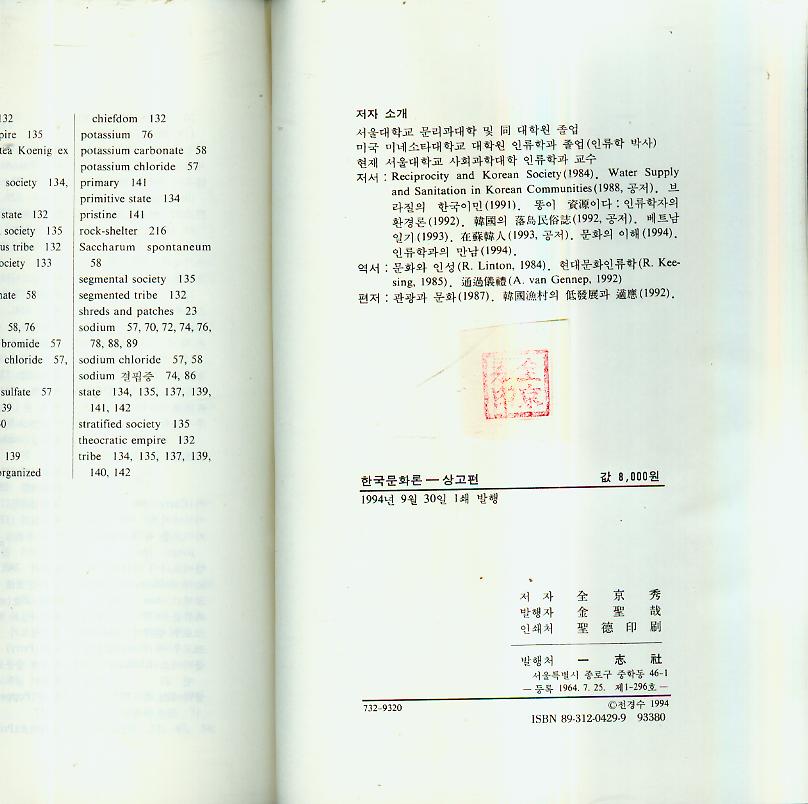 132
pire 135
tea Koenig ex
society 134,
state 132
society 135
us tribe 132
ociety 133
nate 58
58, 76
bromide 57
chloride 57,
sulfate 57
39
0
139
organized
chiefdom 132
potassium 76
potassium carbonate 58
potassium chloride 57
primary 141
primitive state 134
pristine 141
rock-shelter 216
Saccharum spontaneum
58
segmental society 135
segmented tribe 132
shreds and patches 23
sodium 57, 70, 72, 74, 76,
78, 88, 89
sodium chloride 57, 58
sodium 결핍증 74, 86
state 134, 135, 137, 139,
141, 142
stratified society 135
theocratic empire 132
tribe 134, 135, 137, 139,
140, 142
저자 소개
서울대학교 문리과대학 및 同 대학원 졸업
미국 미네소타대학교 대학원 인류학과 졸업(인류학 박사)
현재 서울대학교 사회과학대학 인류학과 교수
저서 : Reciprocity and Korean Society(1984). Water Supply
and Sanitation in Korean Communities(1988, 공저). 브
라질의 한국이민(1991). 똥이 資源이다 : 인류학자의
환경론(1992). 韓國의 落島民俗誌(1992, 공저). 베트남
일기(1993). 在蘇韓人(1993, 공저). 문화의 이해(1994).
인류학과의 만남(1994).
역서 : 문화와 인성(R. Linton, 1984). 현대문화인류학(R. Kee-
sing, 1985). 通過儀禮(A. van Gennep, 1992)
편저 : 관광과 문화(1987). 韓國漁村의 低發展과 適應(1992).
한국문화론 — 상고편 값 8,000원
1994년 9월 30일 1쇄 발행
저 자 全 京 秀
발행자 金 聖 哉
인쇄처 聖 德 印 刷
발행처 一 志 社
서울특별시 종로구 중학동 46-1
— 등록 1964. 7. 25. 제1-296호 —
732-9320 ©전경수 1994
ISBN 89-312-0429-9 93380